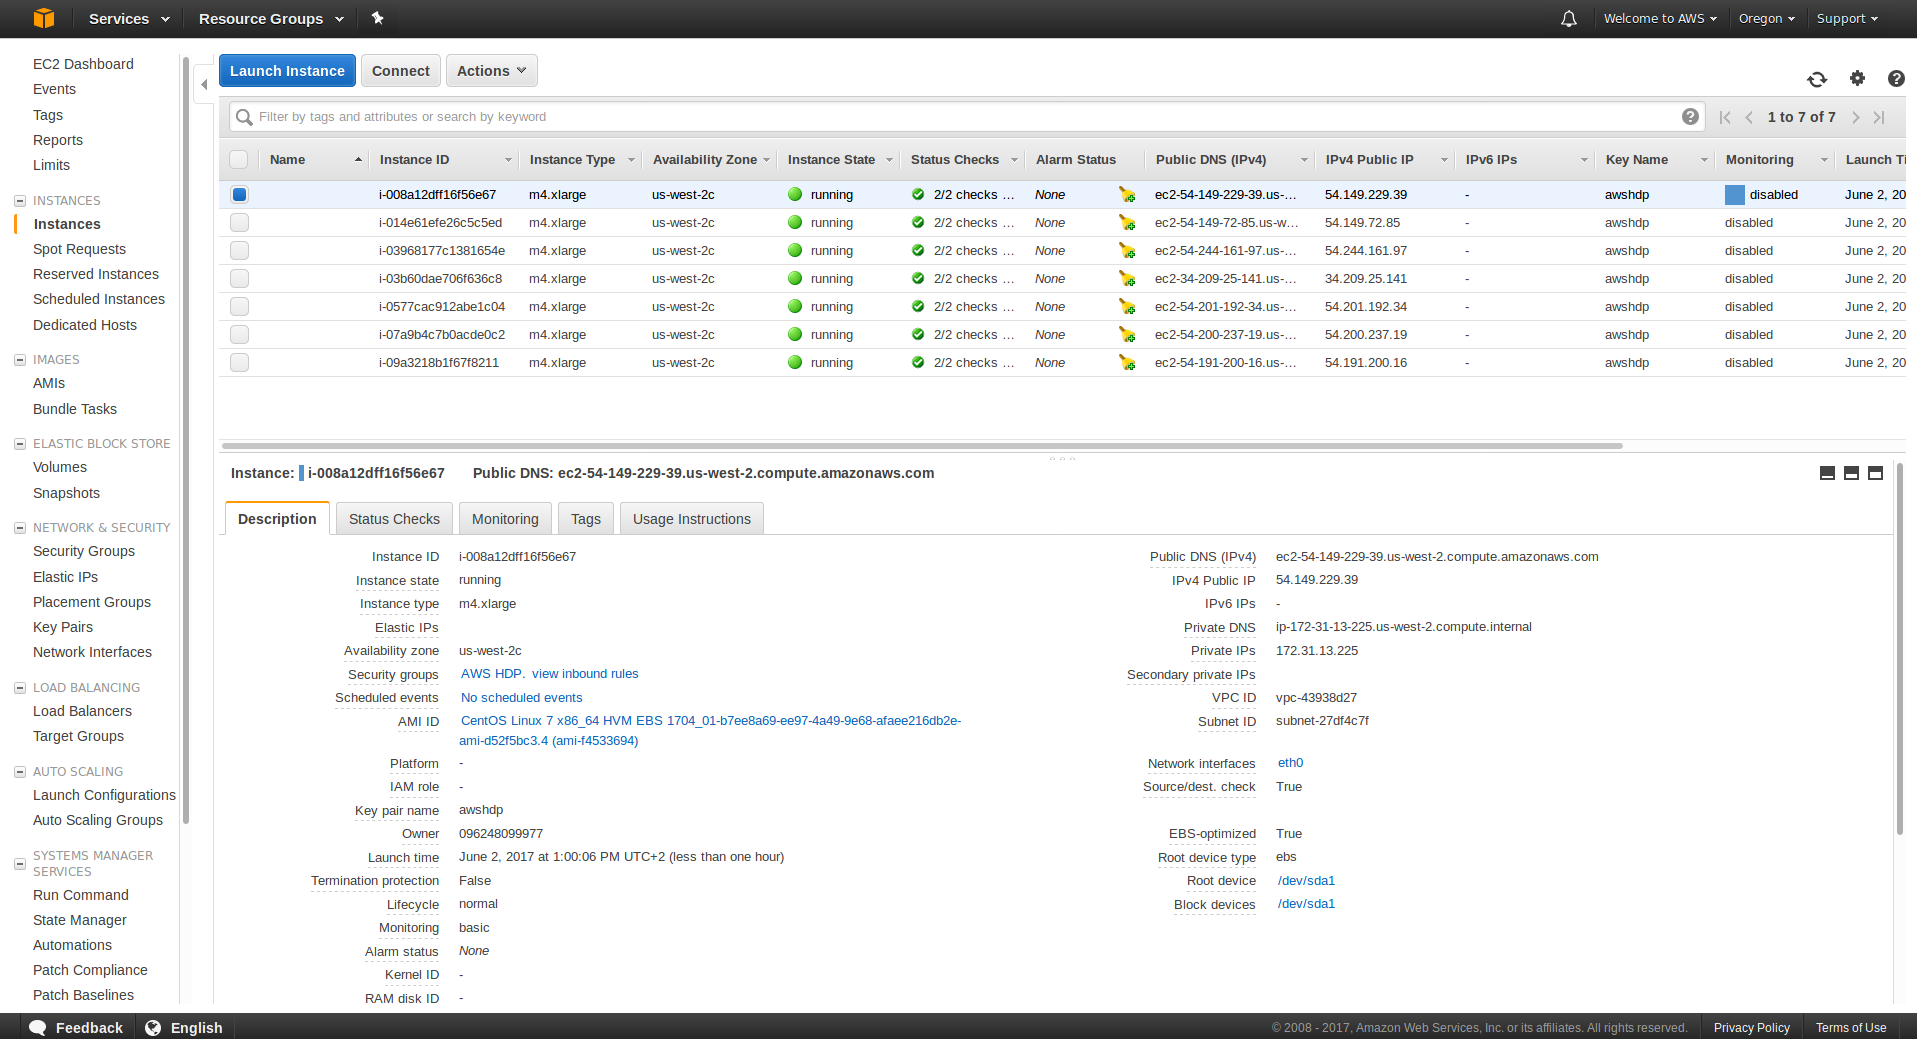 Services Resource Groups Welcome to AWS Oregon Support
EC2 Dashboard
Events
Tags
Reports
Limits
INSTANCES
Instances
Spot Requests
Reserved Instances
Scheduled Instances
Dedicated Hosts
IMAGES
AMIs
Bundle Tasks
ELASTIC BLOCK STORE
Volumes
Snapshots
NETWORK & SECURITY
Security Groups
Elastic IPs
Placement Groups
Key Pairs
Network Interfaces
LOAD BALANCING
Load Balancers
Target Groups
AUTO SCALING
Launch Configurations
Auto Scaling Groups
SYSTEMS MANAGER
SERVICES
Run Command
State Manager
Automations
Patch Compliance
Patch Baselines
Launch Instance Connect Actions
Filter by tags and attributes or search by keyword 1 to 7 of 7
Name Instance ID Instance Type Availability Zone Instance State Status Checks Alarm Status Public DNS (IPv4) IPv4 Public IP IPv6 IPs Key Name Monitoring Launch Ti
i-008a12dff16f56e67 m4.xlarge us-west-2c running 2/2 checks ... None ec2-54-149-229-39.us-... 54.149.229.39 - awshdp disabled June 2, 20
i-014e61efe26c5c5ed m4.xlarge us-west-2c running 2/2 checks ... None ec2-54-149-72-85.us-w... 54.149.72.85 - awshdp disabled June 2, 20
i-03968177c1381654e m4.xlarge us-west-2c running 2/2 checks ... None ec2-54-244-161-97.us-... 54.244.161.97 - awshdp disabled June 2, 20
i-03b60dae706f636c8 m4.xlarge us-west-2c running 2/2 checks ... None ec2-34-209-25-141.us-... 34.209.25.141 - awshdp disabled June 2, 20
i-0577cac912abe1c04 m4.xlarge us-west-2c running 2/2 checks ... None ec2-54-201-192-34.us-... 54.201.192.34 - awshdp disabled June 2, 20
i-07a9b4c7b0acde0c2 m4.xlarge us-west-2c running 2/2 checks ... None ec2-54-200-237-19.us-... 54.200.237.19 - awshdp disabled June 2, 20
i-09a3218b1f67f8211 m4.xlarge us-west-2c running 2/2 checks ... None ec2-54-191-200-16.us-... 54.191.200.16 - awshdp disabled June 2, 20
Instance: i-008a12dff16f56e67 Public DNS: ec2-54-149-229-39.us-west-2.compute.amazonaws.com
Description Status Checks Monitoring Tags Usage Instructions
Instance ID i-008a12dff16f56e67 Public DNS (IPv4) ec2-54-149-229-39.us-west-2.compute.amazonaws.com
Instance state running IPv4 Public IP 54.149.229.39
Instance type m4.xlarge IPv6 IPs -
Elastic IPs Private DNS ip-172-31-13-225.us-west-2.compute.internal
Availability zone us-west-2c Private IPs 172.31.13.225
Security groups AWS HDP. view inbound rules Secondary private IPs
Scheduled events No scheduled events VPC ID vpc-43938d27
AMI ID CentOS Linux 7 x86_64 HVM EBS 1704_01-b7ee8a69-ee97-4a49-9e68-afaee216db2e- Subnet ID subnet-27df4c7f
ami-d52f5bc3.4 (ami-f4533694)
Platform - Network interfaces eth0
IAM role - Source/dest. check True
Key pair name awshdp
Owner 096248099977 EBS-optimized True
Launch time June 2, 2017 at 1:00:06 PM UTC+2 (less than one hour) Root device type ebs
Termination protection False Root device /dev/sda1
Lifecycle normal Block devices /dev/sda1
Monitoring basic
Alarm status None
Kernel ID -
RAM disk ID -
Feedback English © 2008 - 2017, Amazon Web Services, Inc. or its affiliates. All rights reserved. Privacy Policy Terms of Use